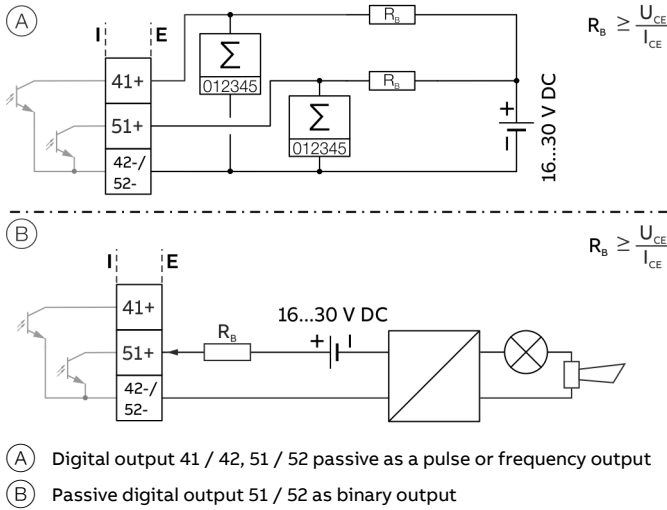 A
I E
R_B
R_B ≥ U_CE / I_CE
41+
Σ
012345
R_B
51+
Σ
012345
+
−
16...30 V DC
42-/
52-
B
R_B ≥ U_CE / I_CE
I E
41+
16...30 V DC
R_B
+ −
51+
42-/
52-
A Digital output 41 / 42, 51 / 52 passive as a pulse or frequency output
B Passive digital output 51 / 52 as binary output